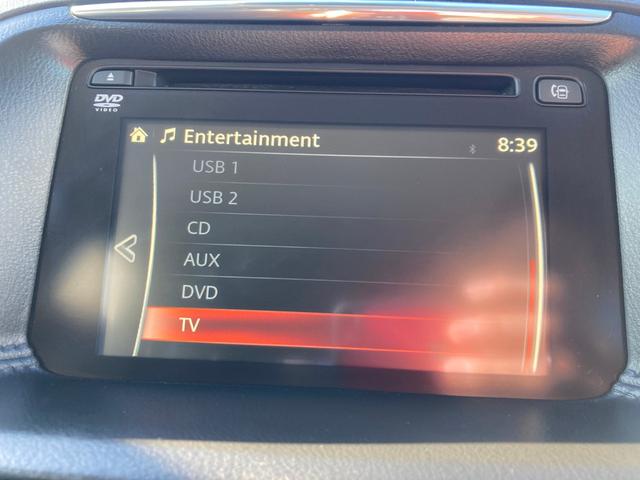 DVD
VIDEO
Entertainment
8:39
USB 1
USB 2
CD
AUX
DVD
TV